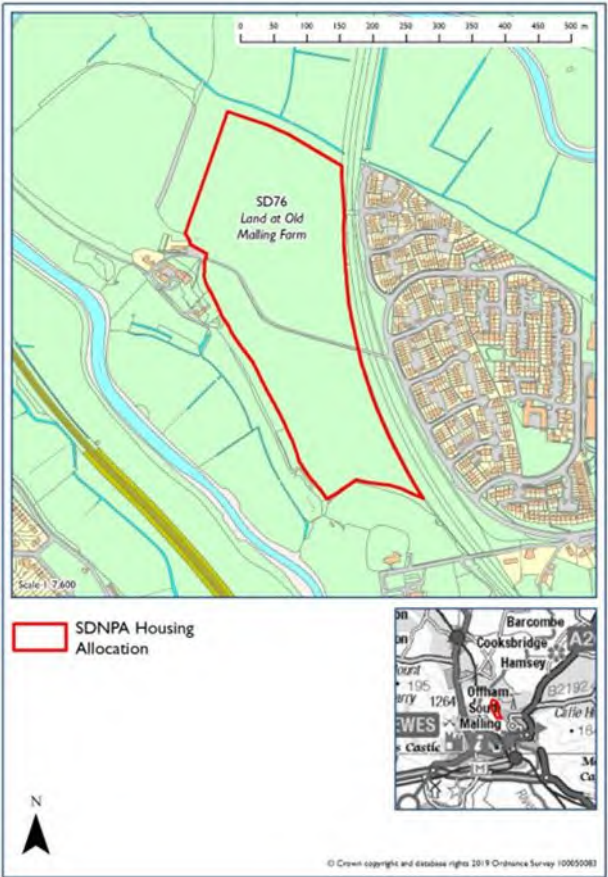 0 50 100 150 200 250 300 350 400 450 500 m
SD76
Land at Old
Malling Farm
Scale 1:7,600
SDNPA Housing
Allocation
Barcombe
Cooksbridge
A2
Hamsey
Offham
195
1264
B2192
South
Malling
EWES
Castle
N
© Crown copyright and database rights 2019 Ordnance Survey 100050083